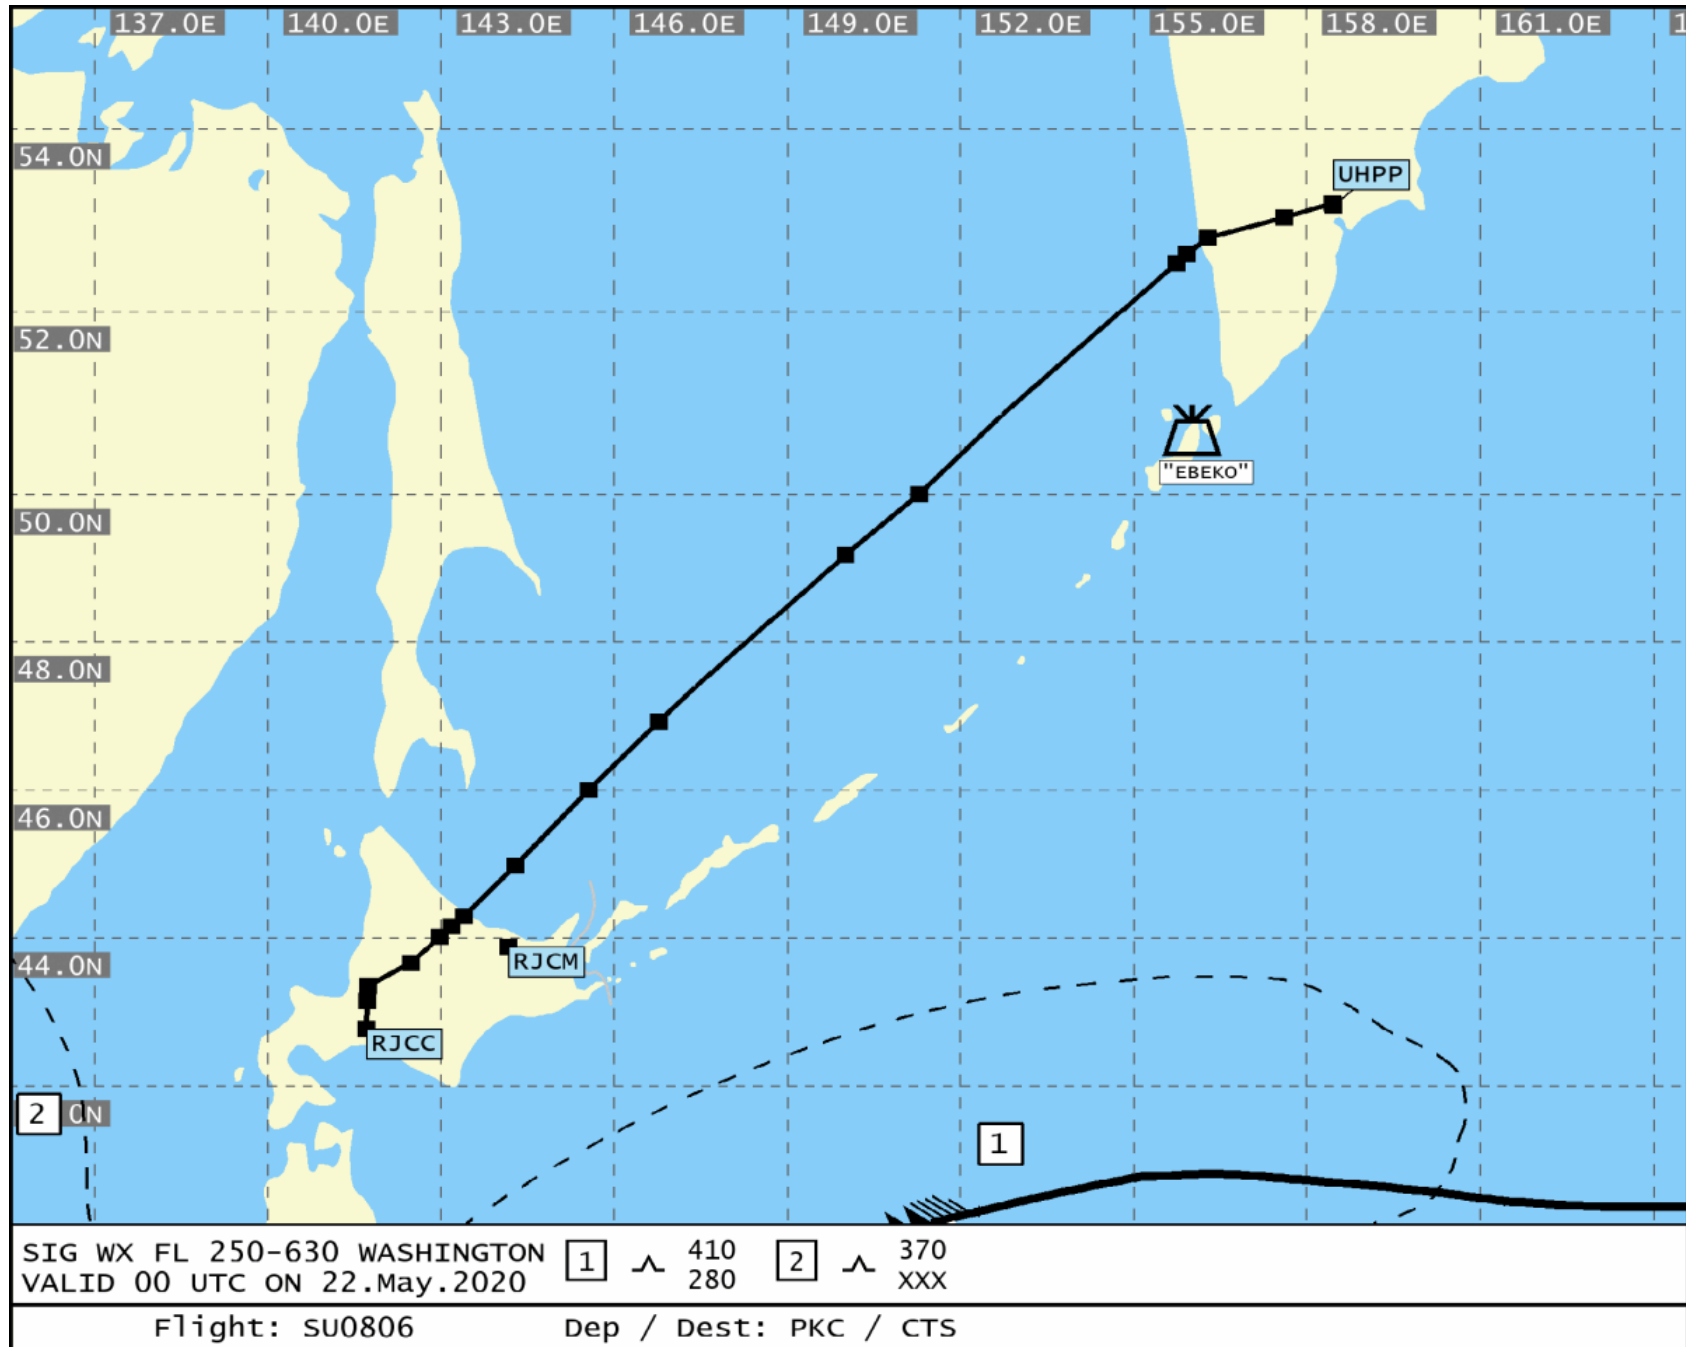 137.0E 140.0E 143.0E 146.0E 149.0E 152.0E 155.0E 158.0E 161.0E 1
54.0N
UHPP
52.0N
"EBEKO"
50.0N
48.0N
46.0N
44.0N
RJCM
RJCC
2 0N
1
SIG WX FL 250-630 WASHINGTON 1 410 2 370
VALID 00 UTC ON 22.May.2020 280 XXX
Flight: SU0806 Dep / Dest: PKC / CTS